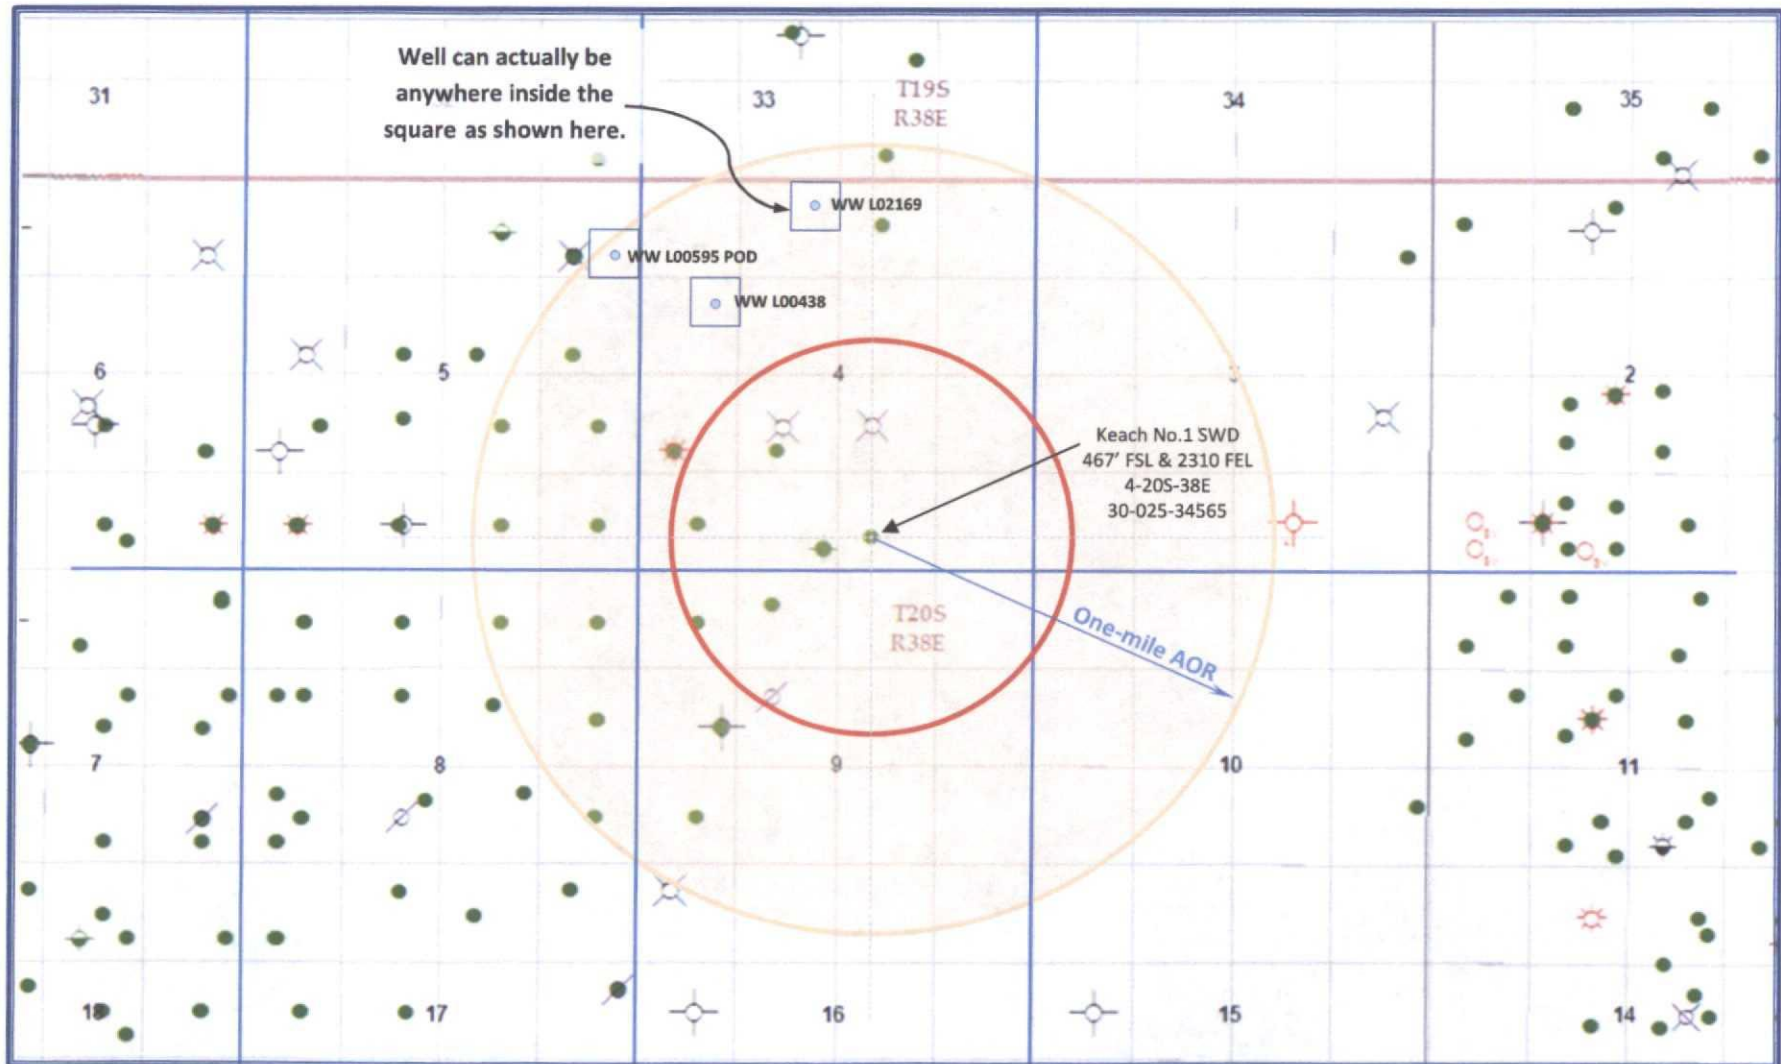 Well can actually be
anywhere inside the
square as shown here.
31
33
T19S
R38E
34
35
WW L02169
WW L00595 POD
WW L00438
6
5
4
3
2
Keach No.1 SWD
467' FSL & 2310 FEL
4-20S-38E
30-025-34565
T20S
R38E
One-mile AOR
7
8
9
10
11
18
17
16
15
14